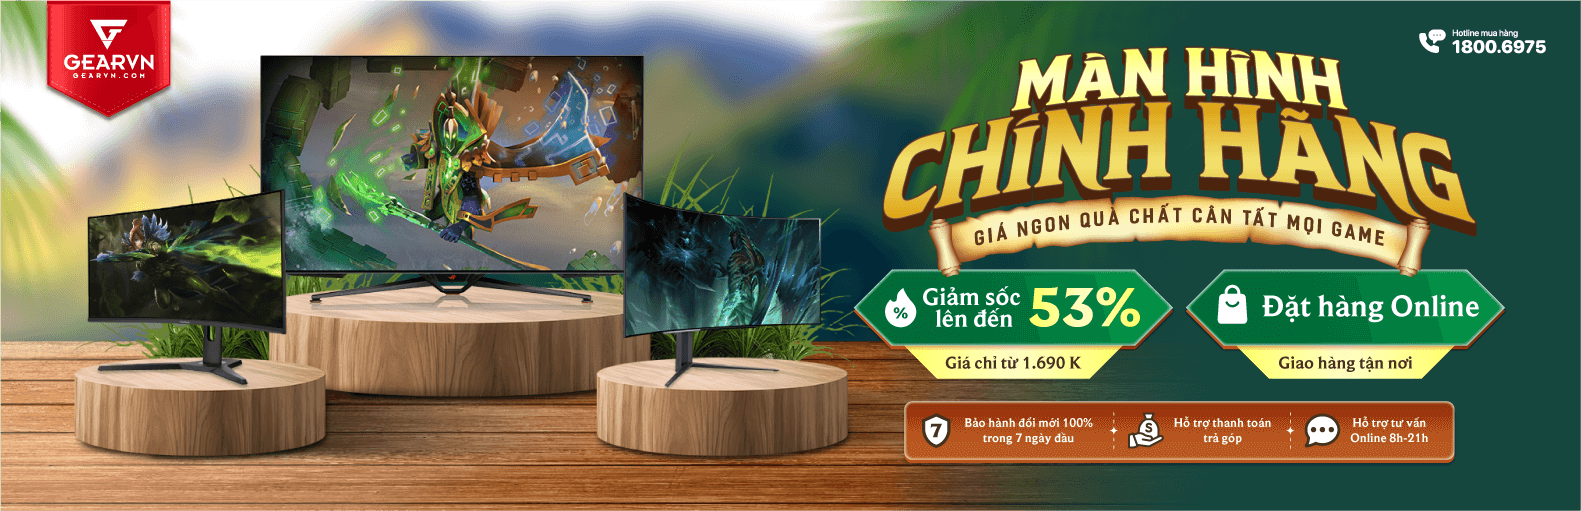 GEARVN
GEARVN.COM
Hotline mua hàng
1800.6975
MÀN HÌNH
CHÍNH HÃNG
GIÁ NGON QUÀ CHẤT CÂN TẤT MỌI GAME
%
Giảm sốc
lên đến
53%
Giá chỉ từ 1.690 K
Đặt hàng Online
Giao hàng tận nơi
7
Bảo hành đổi mới 100%
trong 7 ngày đầu
S
Hỗ trợ thanh toán
trả góp
Hỗ trợ tư vấn
Online 8h-21h